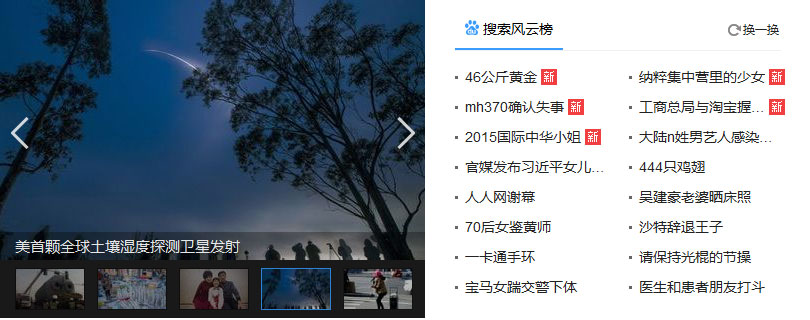 搜索风云榜
换一换
46公斤黄金 新
纳粹集中营里的少女 新
mh370确认失事 新
工商总局与淘宝握... 新
2015国际中华小姐 新
大陆n姓男艺人感染...
官媒发布习近平女儿...
444只鸡翅
人人网谢幕
吴建豪老婆晒床照
70后女鉴黄师
沙特辞退王子
一卡通手环
请保持光棍的节操
宝马女踹交警下体
医生和患者朋友打斗
美首颗全球土壤湿度探测卫星发射